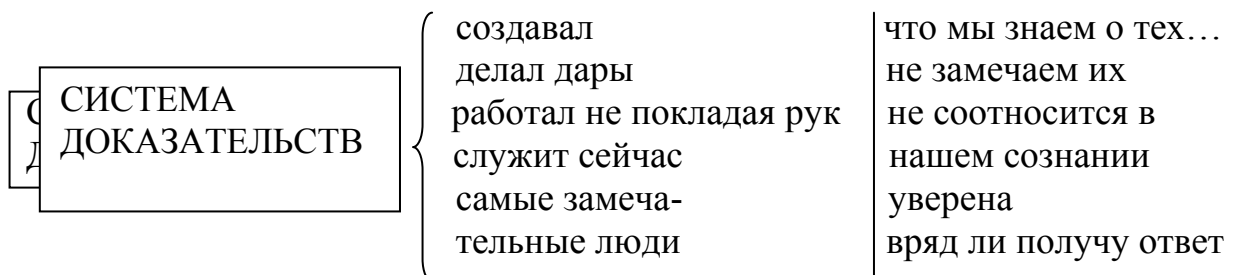 СИСТЕМА
ДОКАЗАТЕЛЬСТВ
создавал
делал дары
работал не покладая рук
служит сейчас
самые замеча-
тельные люди
что мы знаем о тех…
не замечаем их
не соотносится в
нашем сознании
уверена
вряд ли получу ответ